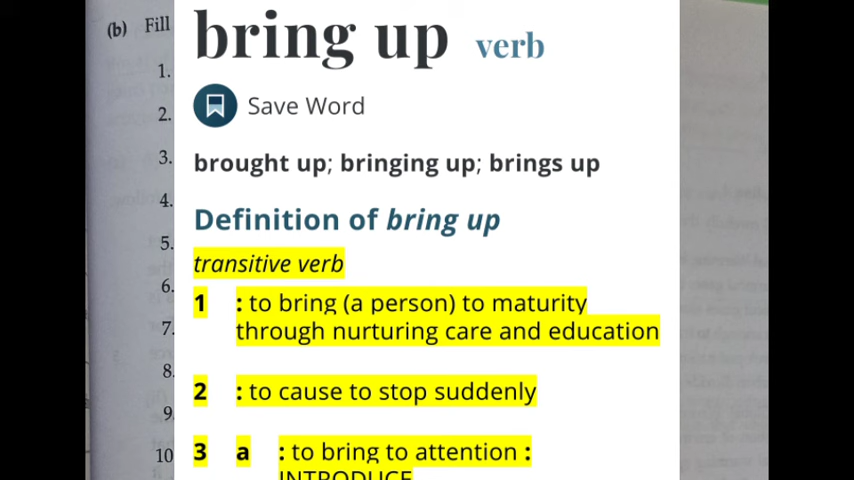 (b) Fill
bring up verb
Save Word
brought up; bringing up; brings up
Definition of bring up
transitive verb
1 : to bring (a person) to maturity
through nurturing care and education
2 : to cause to stop suddenly
3 a : to bring to attention :
INTRODUCE
1.
2.
3.
4.
5.
6.
7.
8.
9.
10